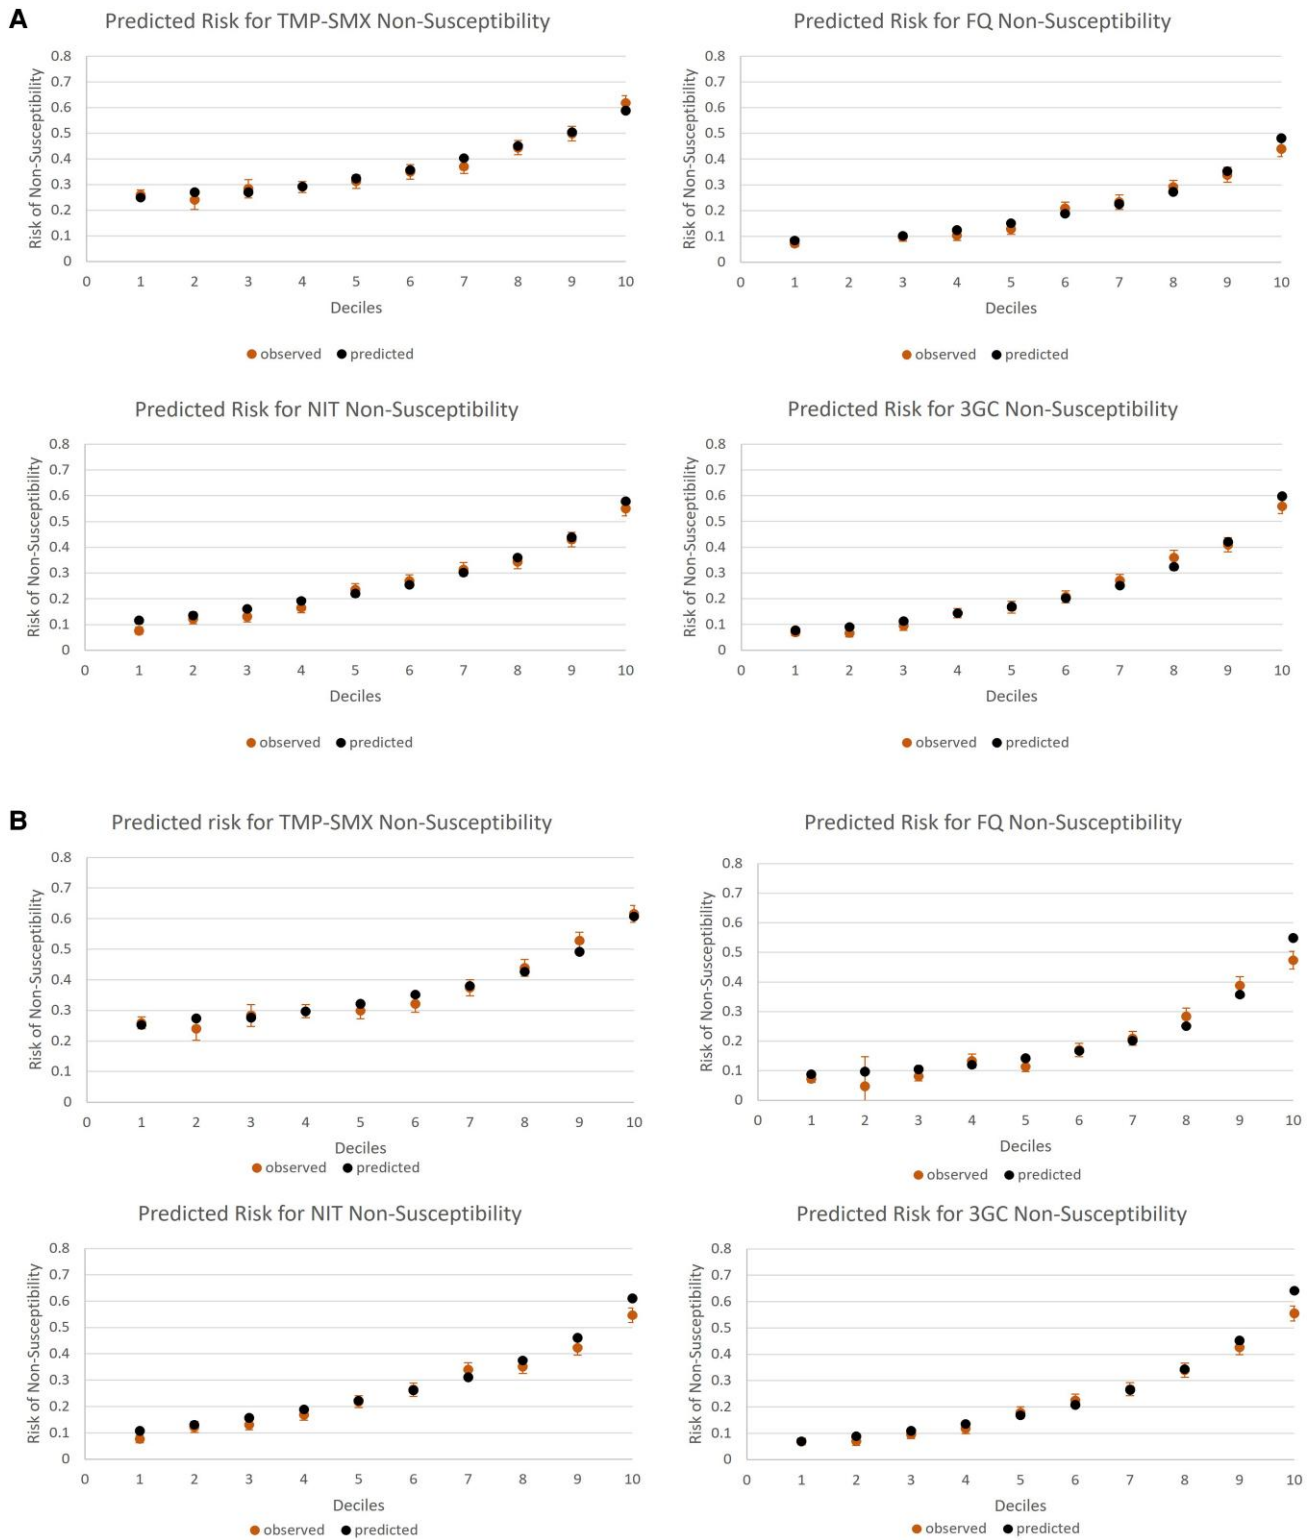 A
Predicted Risk for TMP-SMX Non-Susceptibility
Risk of Non-Susceptibility
0.8
0.7
0.6
0.5
0.4
0.3
0.2
0.1
0
0 1 2 3 4 5 6 7 8 9 10
Deciles
observed predicted
Predicted Risk for FQ Non-Susceptibility
Risk of Non-Susceptibility
0.8
0.7
0.6
0.5
0.4
0.3
0.2
0.1
0
0 1 2 3 4 5 6 7 8 9 10
Deciles
observed predicted
Predicted Risk for NIT Non-Susceptibility
Risk of Non-Susceptibility
0.8
0.7
0.6
0.5
0.4
0.3
0.2
0.1
0
0 1 2 3 4 5 6 7 8 9 10
Deciles
observed predicted
Predicted Risk for 3GC Non-Susceptibility
Risk of Non-Susceptibility
0.8
0.7
0.6
0.5
0.4
0.3
0.2
0.1
0
0 1 2 3 4 5 6 7 8 9 10
Deciles
observed predicted
B
Predicted risk for TMP-SMX Non-Susceptibility
Risk of Non-Susceptibility
0.8
0.7
0.6
0.5
0.4
0.3
0.2
0.1
0
0 1 2 3 4 5 6 7 8 9 10
Deciles
observed predicted
Predicted Risk for FQ Non-Susceptibility
Risk of Non-Susceptibility
0.8
0.7
0.6
0.5
0.4
0.3
0.2
0.1
0
0 1 2 3 4 5 6 7 8 9 10
Deciles
observed predicted
Predicted Risk for NIT Non-Susceptibility
Risk of Non-Susceptibility
0.8
0.7
0.6
0.5
0.4
0.3
0.2
0.1
0
0 1 2 3 4 5 6 7 8 9 10
Deciles
observed predicted
Predicted Risk for 3GC Non-Susceptibility
Risk of Non-Susceptibility
0.8
0.7
0.6
0.5
0.4
0.3
0.2
0.1
0
0 1 2 3 4 5 6 7 8 9 10
Deciles
observed predicted